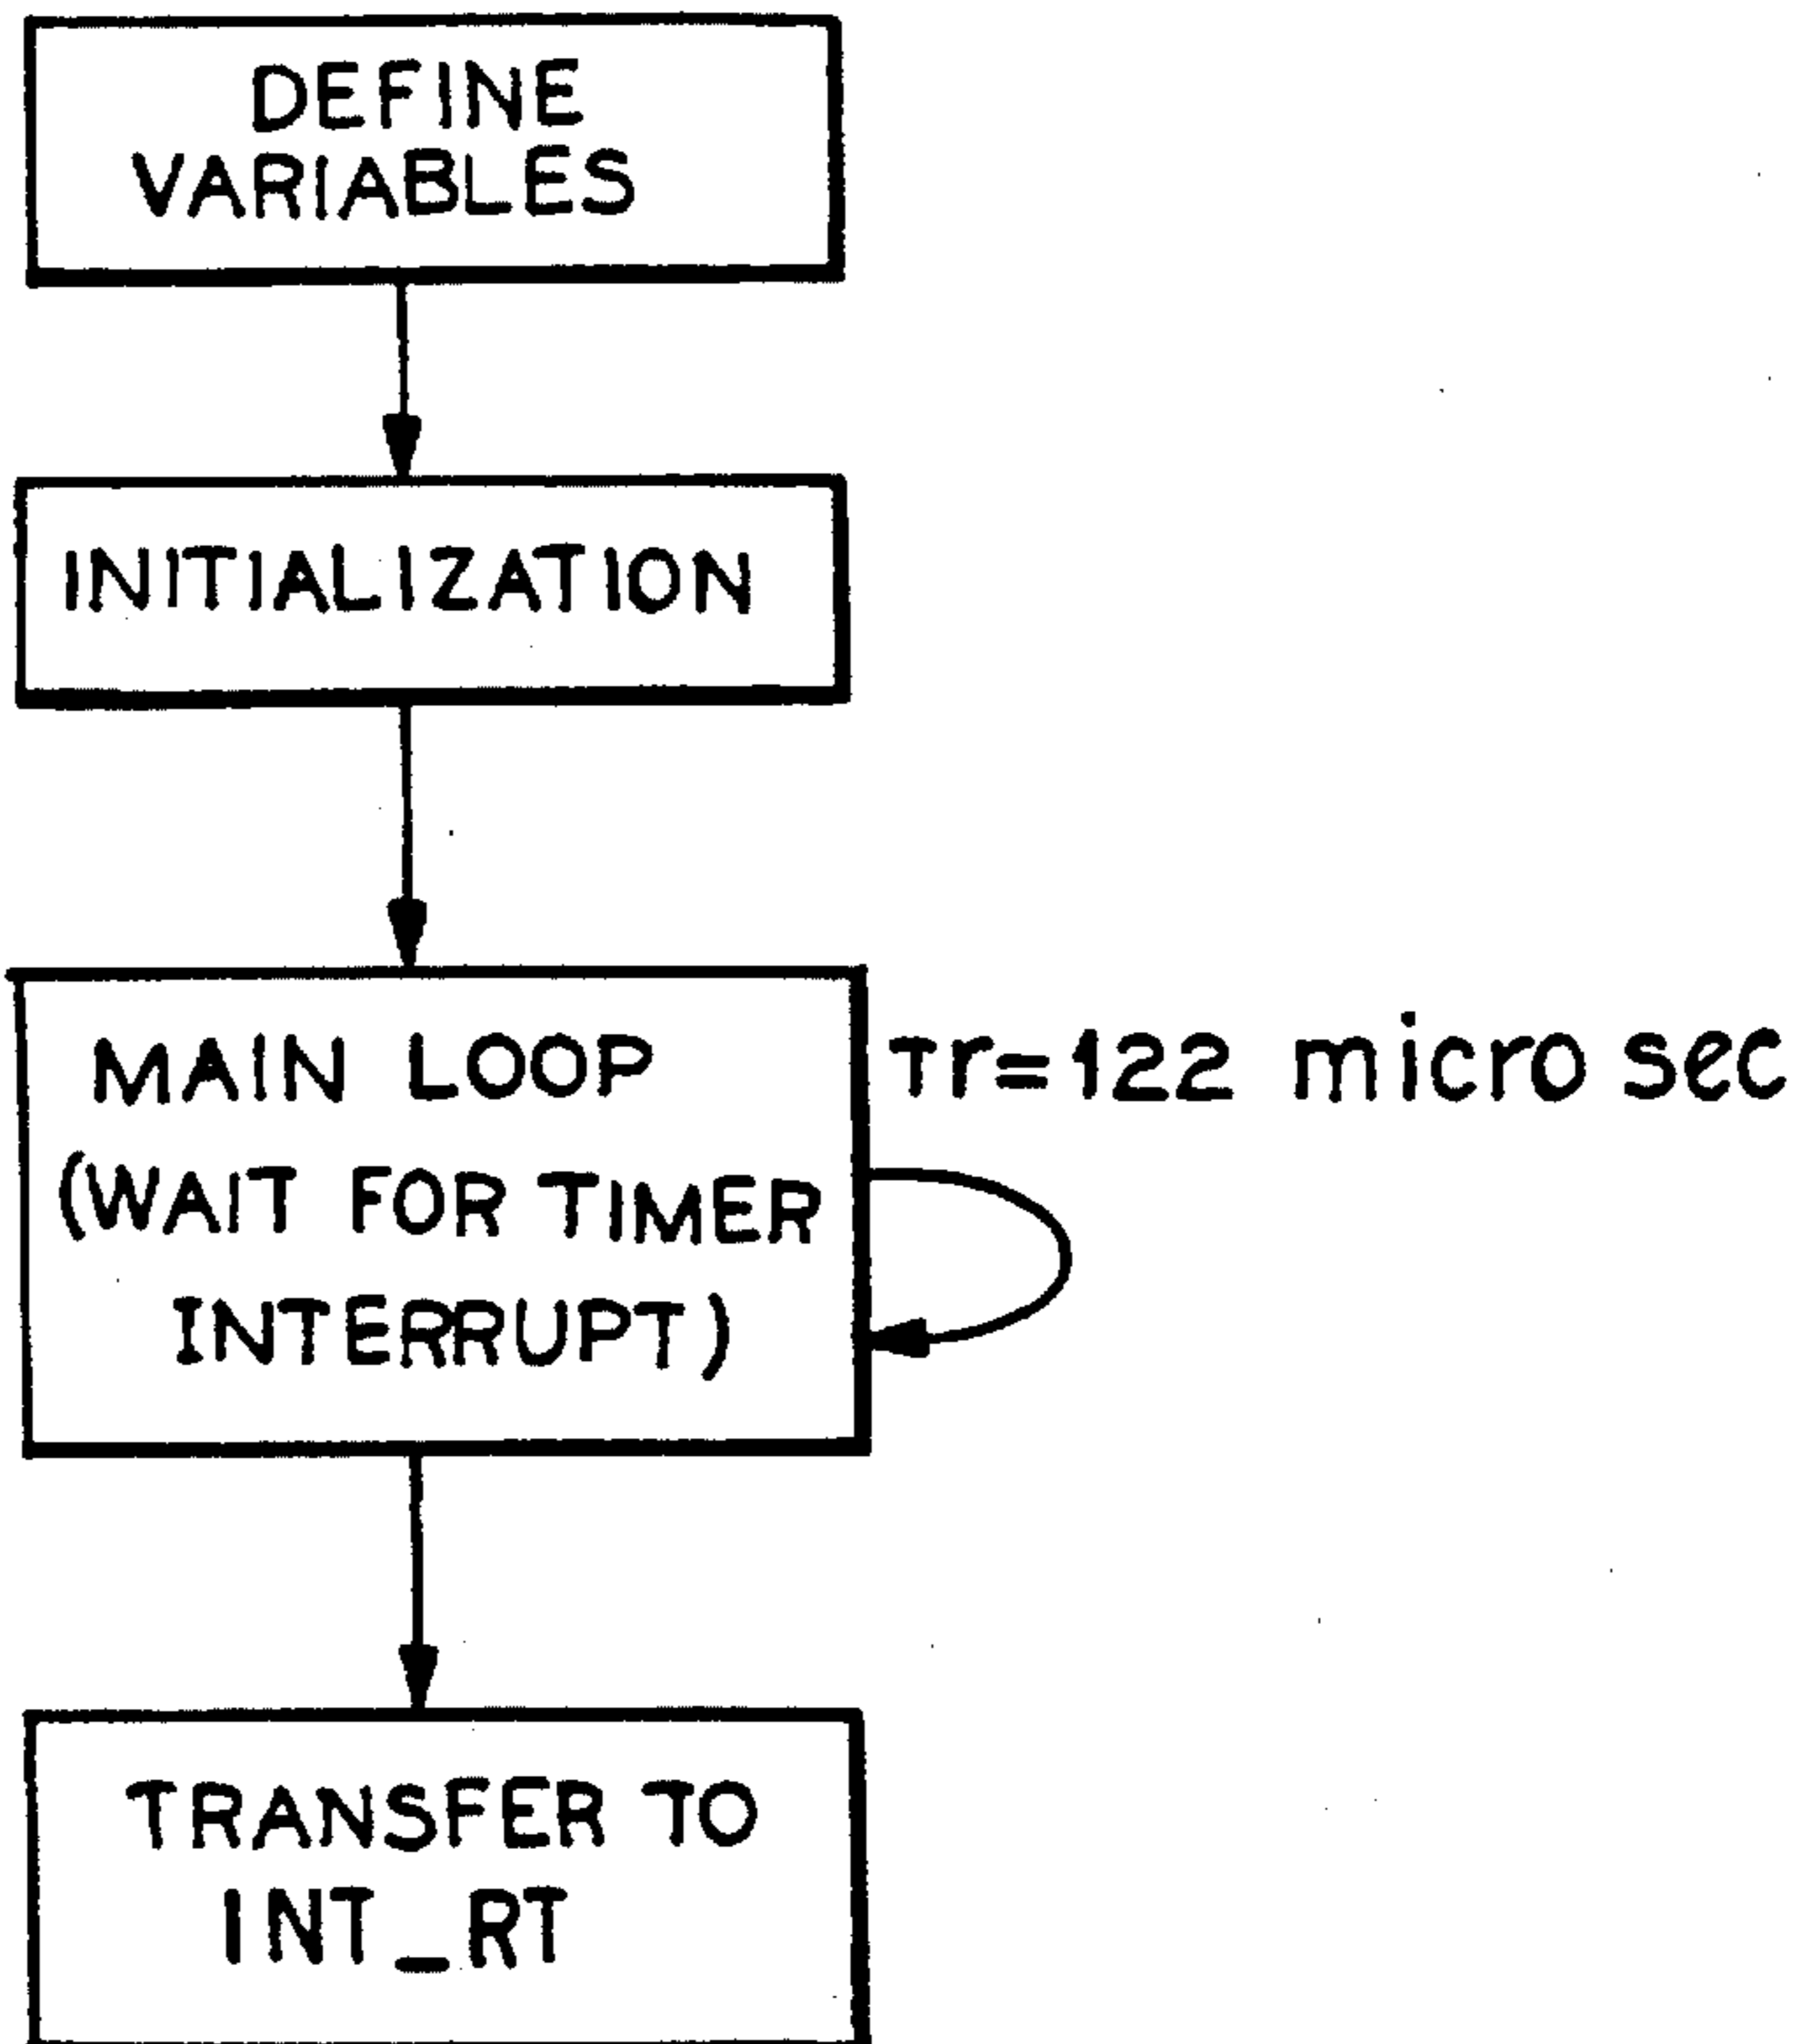 DEFINE
VARIABLES
INITIALIZATION
MAIN LOOP
(WAIT FOR TIMER
INTERRUPT)
Tr=122 micro sec
TRANSFER TO
INT_RT